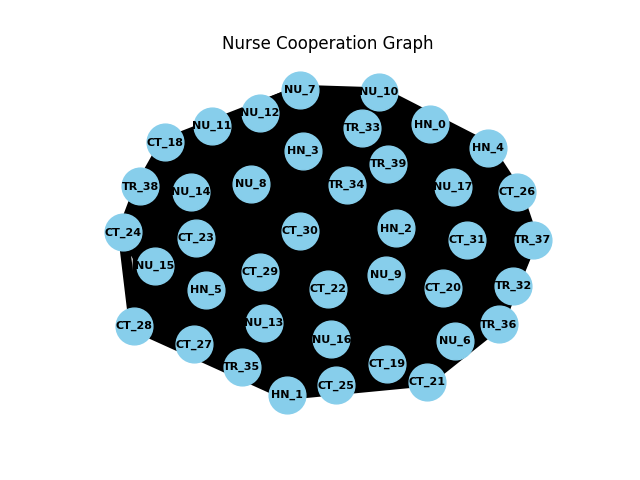 Nurse Cooperation Graph
NU_7
NU_10
NU_12
NU_11
TR_33
HN_0
CT_18
HN_3
HN_4
TR_39
TR_38
NU_14
NU_8
TR_34
NU_17
CT_26
CT_24
CT_23
CT_30
HN_2
CT_31
TR_37
NU_15
CT_29
NU_9
HN_5
CT_22
CT_20
TR_32
CT_28
NU_13
TR_36
CT_27
NU_16
NU_6
TR_35
CT_19
HN_1
CT_25
CT_21